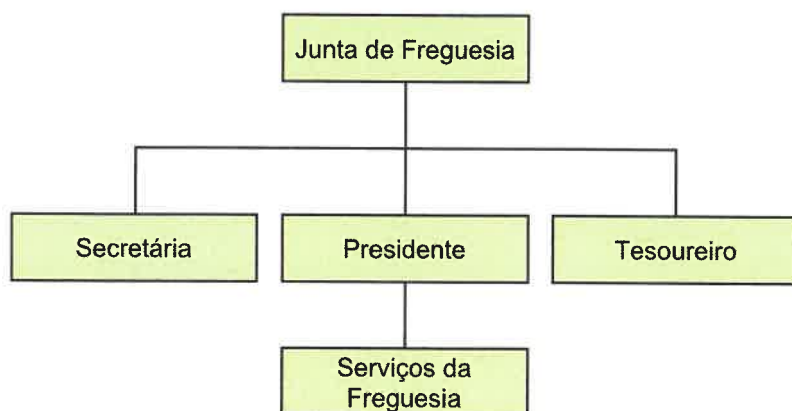 Junta de Freguesia
Secretária
Presidente
Tesoureiro
Serviços da
Freguesia